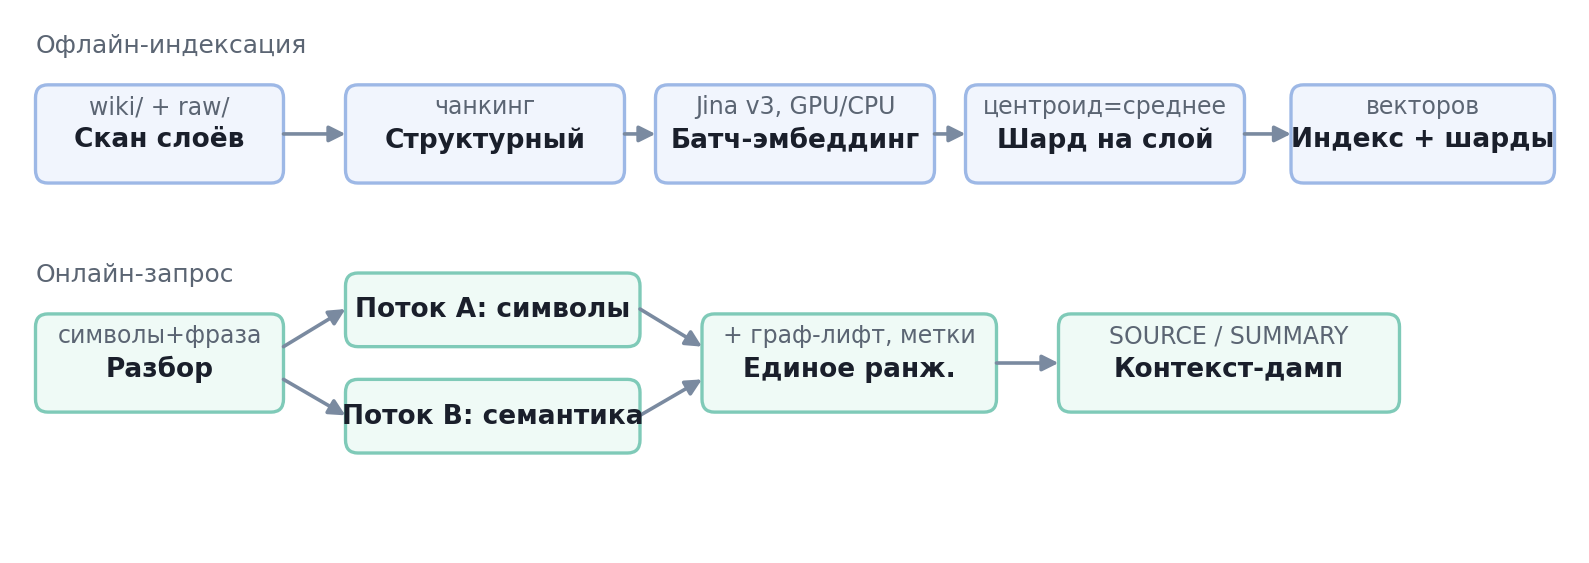 Офлайн-индексация
wiki/ + raw/
Скан слоёв
чанкинг
Структурный
Jina v3, GPU/CPU
Батч-эмбеддинг
центроид=среднее
Шард на слой
векторов
Индекс + шарды
Онлайн-запрос
символы+фраза
Разбор
Поток A: символы
Поток B: семантика
+ граф-лифт, метки
Единое ранж.
SOURCE / SUMMARY
Контекст-дамп